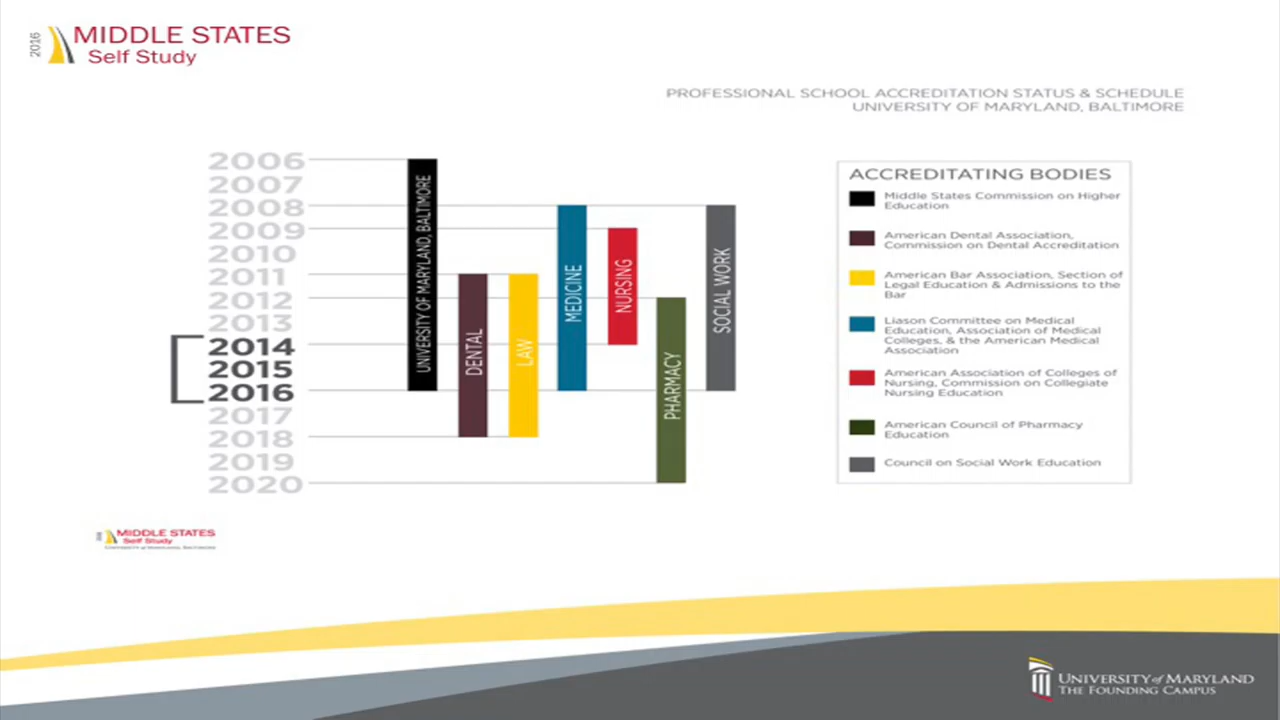 2016
MIDDLE STATES
Self Study
PROFESSIONAL SCHOOL ACCREDITATION STATUS & SCHEDULE
UNIVERSITY OF MARYLAND, BALTIMORE
2006
2007
2008
2009
2010
2011
2012
2013
2014
2015
2016
2017
2018
2019
2020
UNIVERSITY OF MARYLAND, BALTIMORE
DENTAL
LAW
MEDICINE
NURSING
PHARMACY
SOCIAL WORK
ACCREDITATING BODIES
Middle States Commission on Higher
Education
American Dental Association,
Commission on Dental Accreditation
American Bar Association, Section of
Legal Education & Admissions to the
Bar
Liason Committee on Medical
Education, Association of Medical
Colleges, & the American Medical
Association
American Association of Colleges of
Nursing, Commission on Collegiate
Nursing Education
American Council of Pharmacy
Education
Council on Social Work Education
MIDDLE STATES
Self Study
UNIVERSITY of MARYLAND, BALTIMORE
UNIVERSITY of MARYLAND
THE FOUNDING CAMPUS